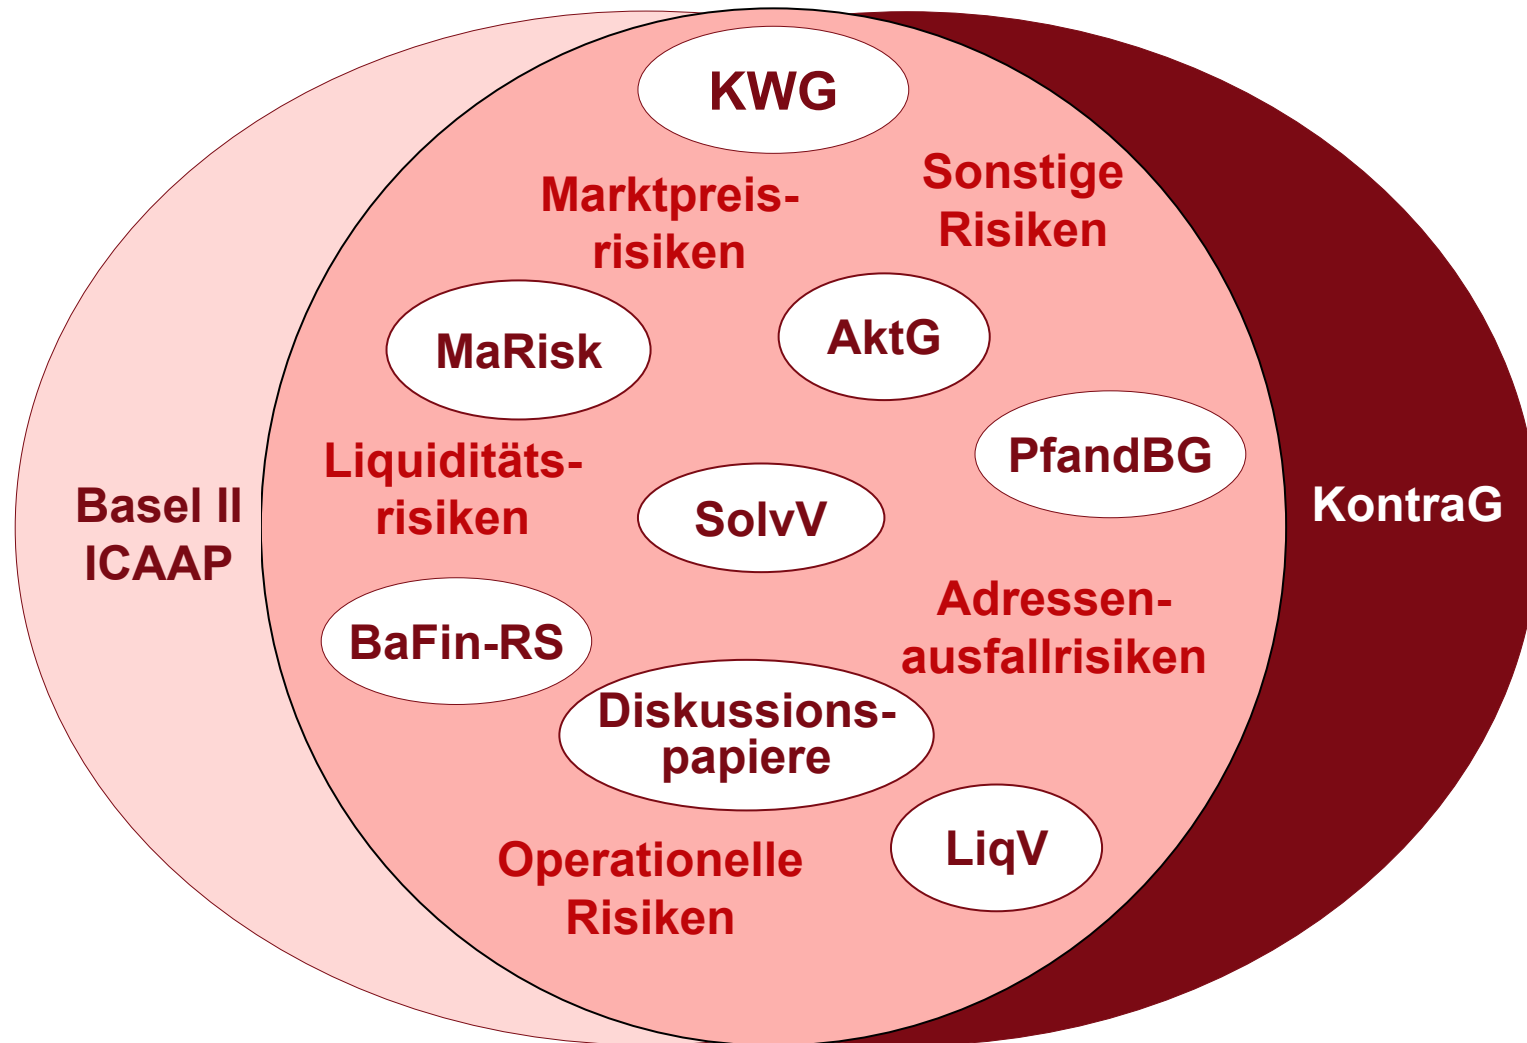 KWG
Marktpreis-
risiken
Sonstige
Risiken
MaRisk
AktG
Liquiditäts-
risiken
PfandBG
Basel II
ICAAP
SolvV
KontraG
BaFin-RS
Adressen-
ausfallrisiken
Diskussions-
papiere
Operationelle
Risiken
LiqV